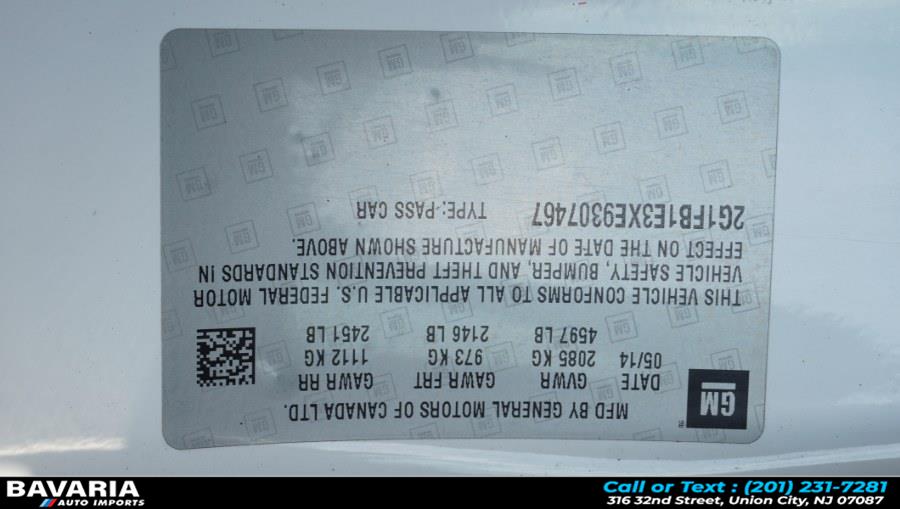 GM
MFD BY GENERAL MOTORS OF CANADA LTD.
DATE GVWR GAWR FRT GAWR RR
05/14 2085 KG 973 KG 1112 KG
4597 LB 2146 LB 2451 LB
THIS VEHICLE CONFORMS TO ALL APPLICABLE U.S. FEDERAL MOTOR
VEHICLE SAFETY, BUMPER, AND THEFT PREVENTION STANDARDS IN
EFFECT ON THE DATE OF MANUFACTURE SHOWN ABOVE.
2G1FB1E3XE9307467 TYPE: PASS CAR
BAVARIA
AUTO IMPORTS
Call or Text : (201) 231-7281
316 32nd Street, Union City, NJ 07087